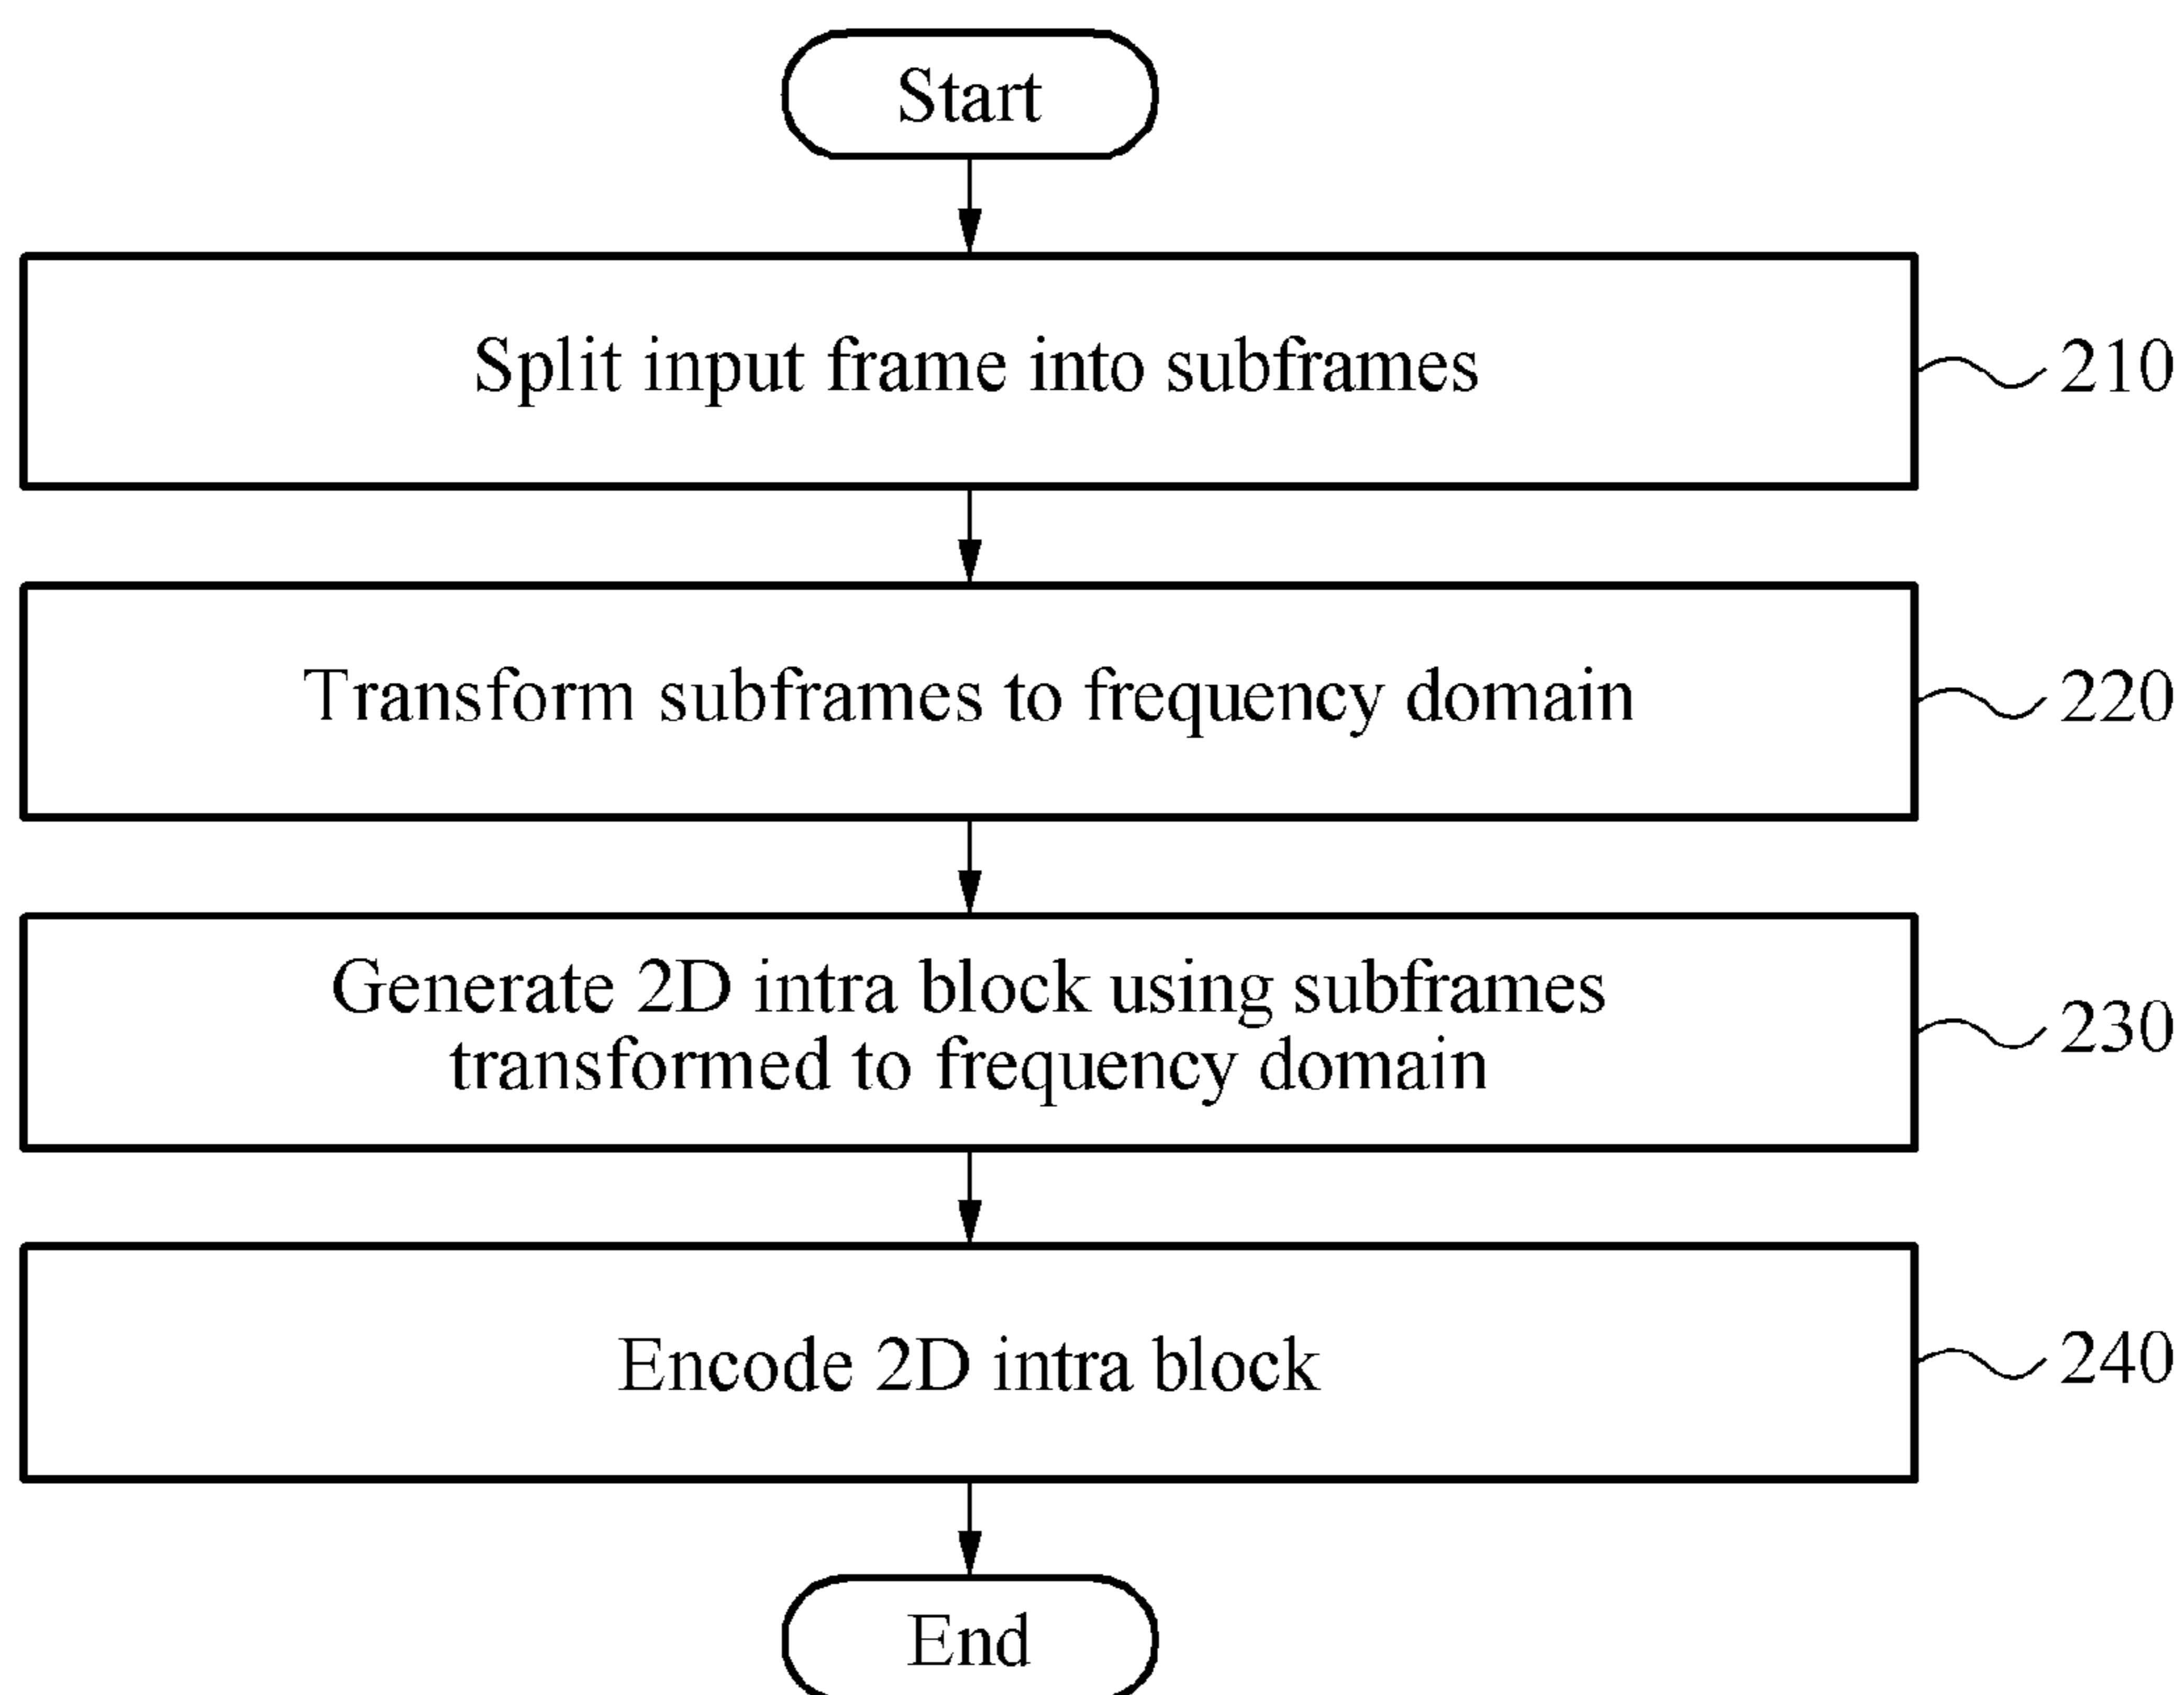 Start
Split input frame into subframes
210
Transform subframes to frequency domain
220
Generate 2D intra block using subframes
transformed to frequency domain
230
Encode 2D intra block
240
End